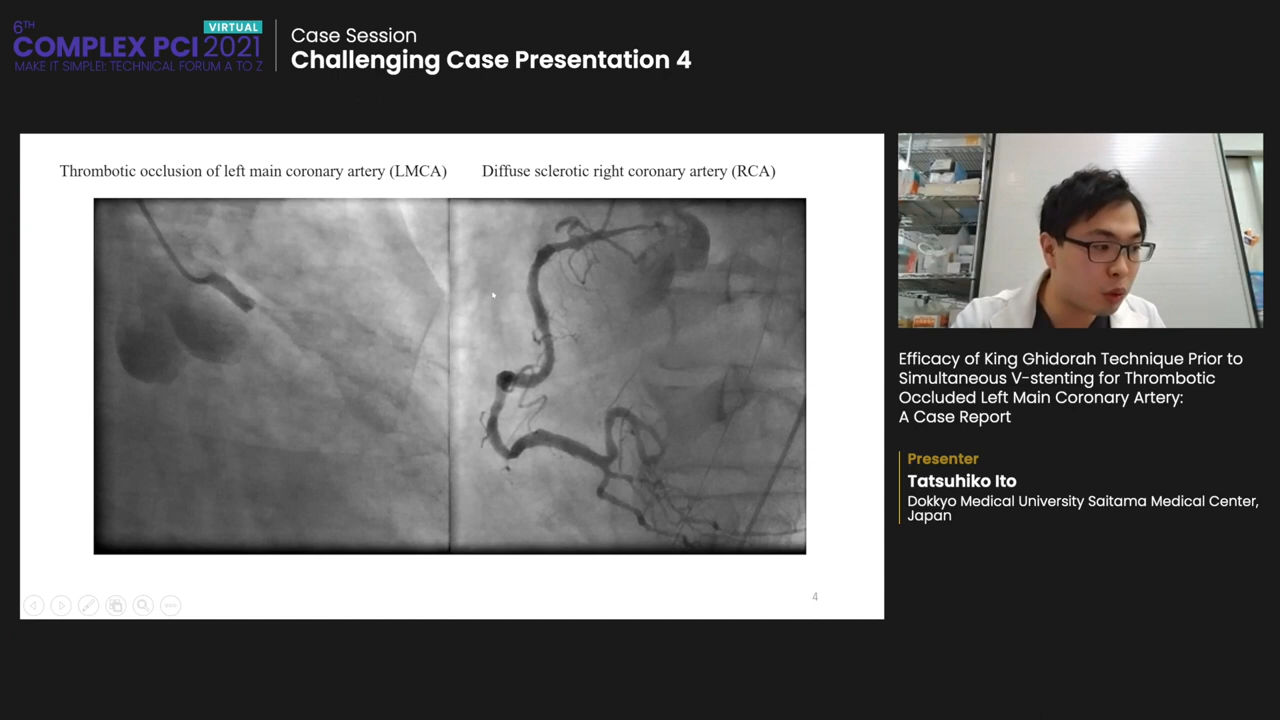 6TH
VIRTUAL
COMPLEX PCI 2021
MAKE IT SIMPLE!: TECHNICAL FORUM A TO Z
Case Session
Challenging Case Presentation 4
Thrombotic occlusion of left main coronary artery (LMCA)
Diffuse sclerotic right coronary artery (RCA)
4
Efficacy of King Ghidorah Technique Prior to
Simultaneous V-stenting for Thrombotic
Occluded Left Main Coronary Artery:
A Case Report
Presenter
Tatsuhiko Ito
Dokkyo Medical University Saitama Medical Center,
Japan